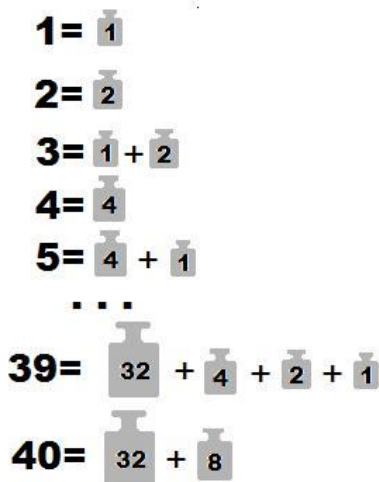 1= 1
2= 2
3= 1 + 2
4= 4
5= 4 + 1
...
39= 32 + 4 + 2 + 1
40= 32 + 8